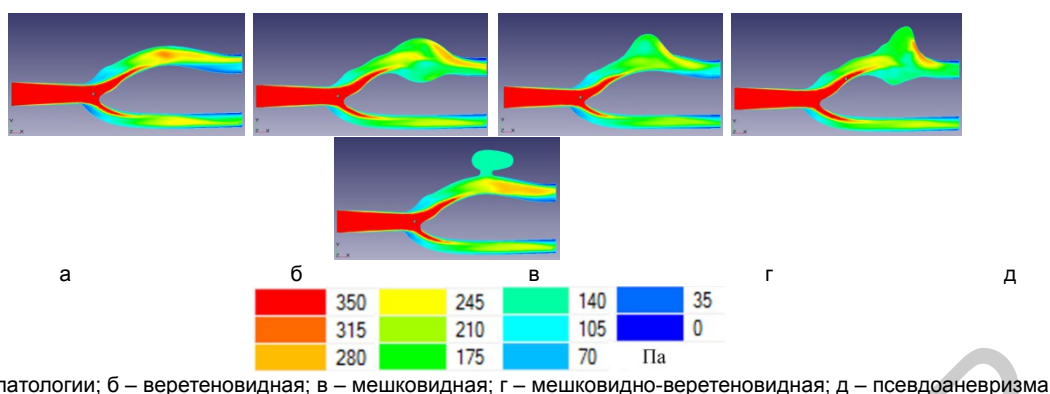 а б в г д
350 245 140 35
315 210 105 0
280 175 70 Па
патологии; б – веретеновидная; в – мешковидная; г – мешковидно-веретеновидная; д – псевдоаневризма